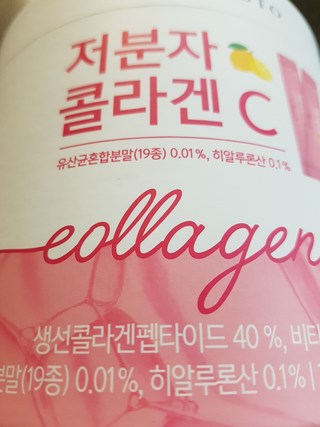 저분자
콜라겐 C
유산균혼합분말(19종) 0.01%, 히알루론산 0.1%
collagen
생선콜라겐펩타이드 40%, 비타
분말(19종) 0.01%, 히알루론산 0.1% |